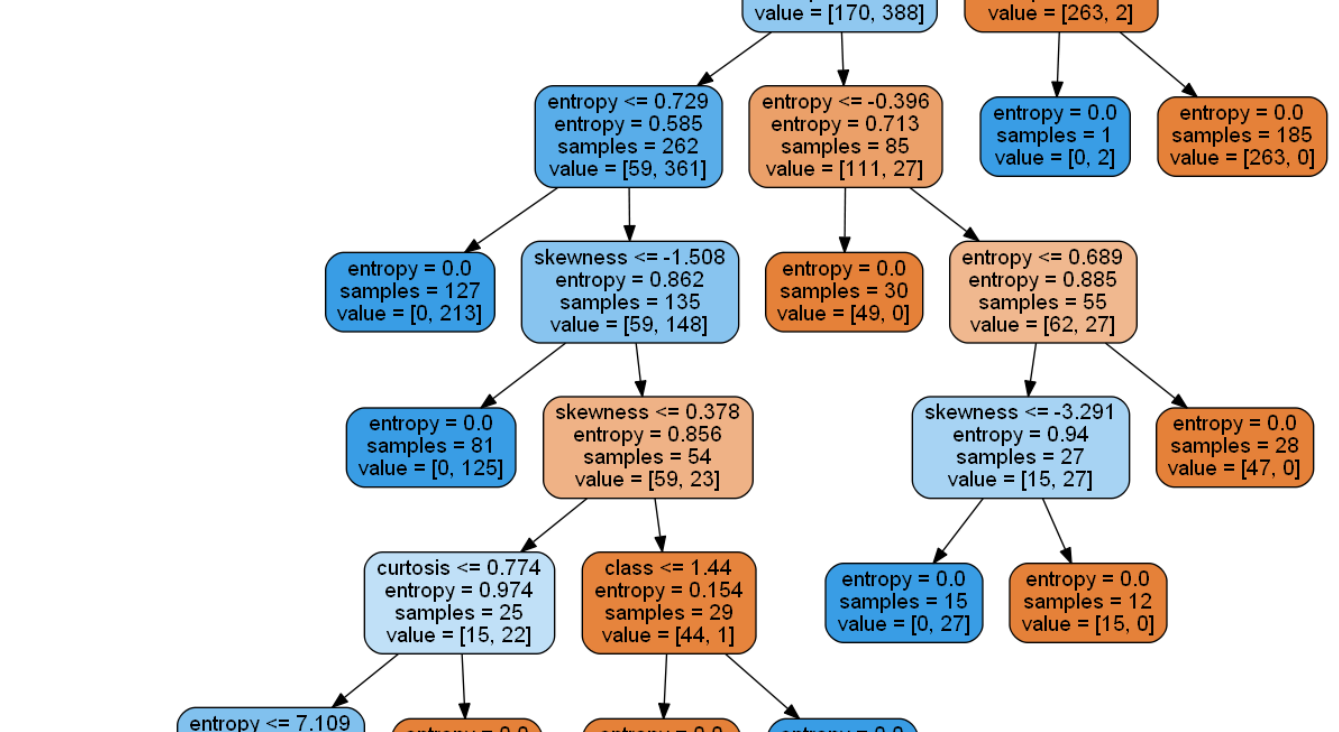 value = [170, 388]
value = [263, 2]
entropy <= 0.729
entropy = 0.585
samples = 262
value = [59, 361]
entropy <= -0.396
entropy = 0.713
samples = 85
value = [111, 27]
entropy = 0.0
samples = 1
value = [0, 2]
entropy = 0.0
samples = 185
value = [263, 0]
entropy = 0.0
samples = 127
value = [0, 213]
skewness <= -1.508
entropy = 0.862
samples = 135
value = [59, 148]
entropy = 0.0
samples = 30
value = [49, 0]
entropy <= 0.689
entropy = 0.885
samples = 55
value = [62, 27]
entropy = 0.0
samples = 81
value = [0, 125]
skewness <= 0.378
entropy = 0.856
samples = 54
value = [59, 23]
skewness <= -3.291
entropy = 0.94
samples = 27
value = [15, 27]
entropy = 0.0
samples = 28
value = [47, 0]
curtosis <= 0.774
entropy = 0.974
samples = 25
value = [15, 22]
class <= 1.44
entropy = 0.154
samples = 29
value = [44, 1]
entropy = 0.0
samples = 15
value = [0, 27]
entropy = 0.0
samples = 12
value = [15, 0]
entropy <= 7.109